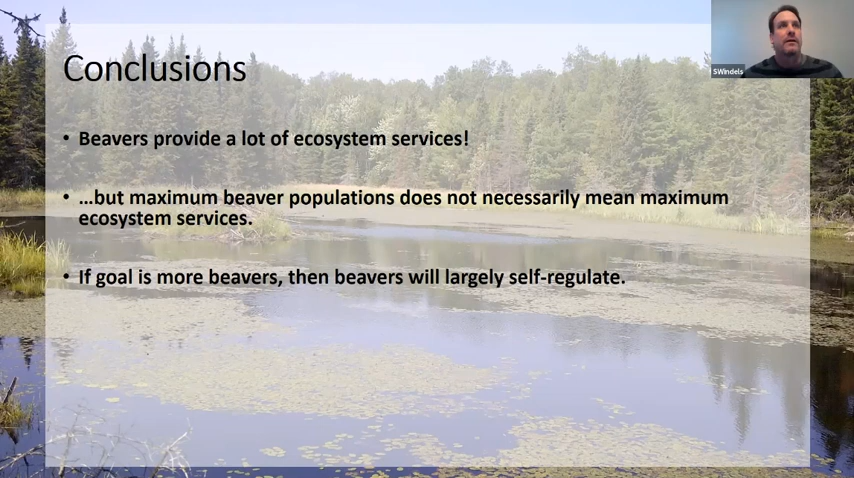 SWindels
Conclusions
• Beavers provide a lot of ecosystem services!
• …but maximum beaver populations does not necessarily mean maximum
ecosystem services.
• If goal is more beavers, then beavers will largely self-regulate.